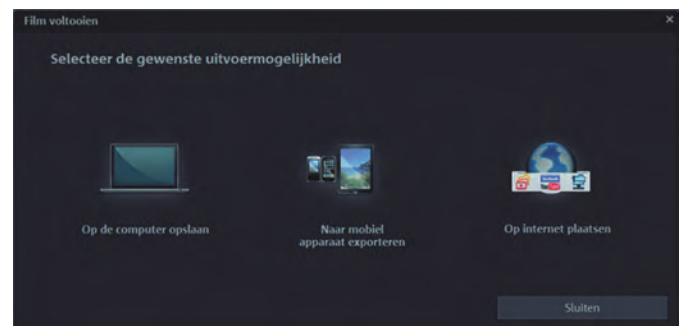 Film voltooien
Selecteer de gewenste uitvoermogelijkheid
Op de computer opslaan
Naar mobiel
apparaat exporteren
Op internet plaatsen
Sluiten